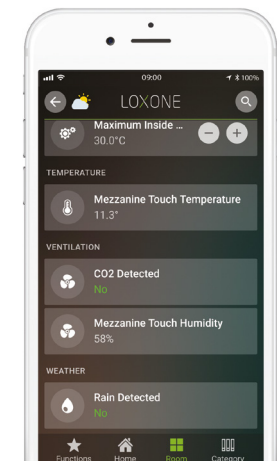 09:00
100%
LOXONE
Maximum Inside ...
30.0°C
TEMPERATURE
Mezzanine Touch Temperature
11.3°
VENTILATION
CO2 Detected
No
Mezzanine Touch Humidity
58%
WEATHER
Rain Detected
No
Functions Home Room Category